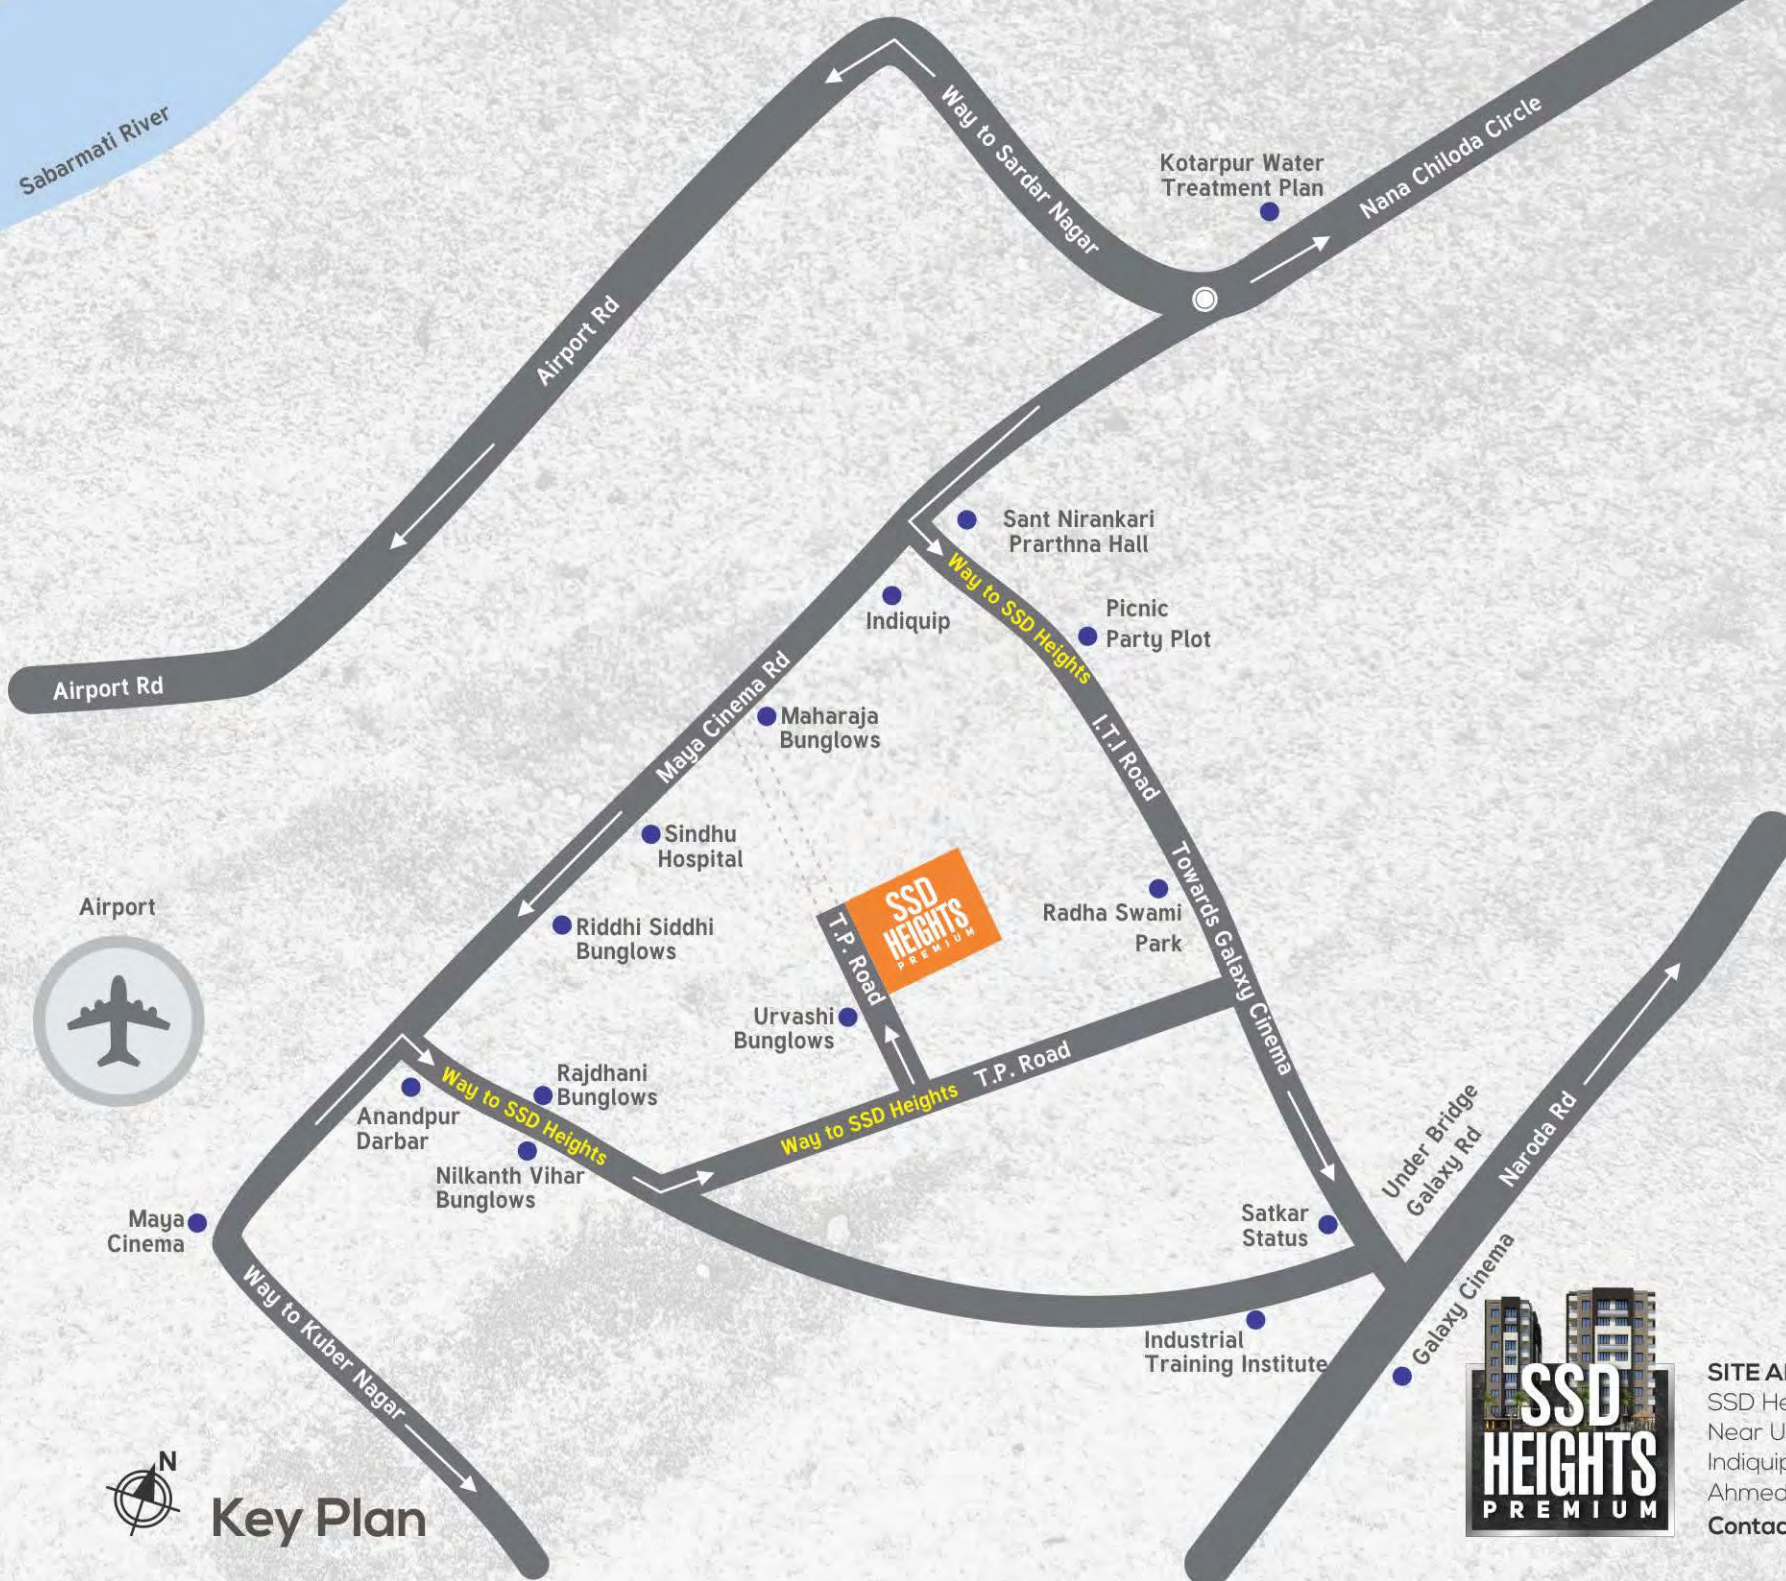 Sabarmati River
Way to Sardar Nagar
Kotarpur Water
Treatment Plan
Nana Chiloda Circle
Airport Rd
Sant Nirankari
Prarthna Hall
Way to SSD Heights
Indiquip
Picnic
Party Plot
Airport Rd
Maya Cinema Rd
Maharaja
Bunglows
I.T.I Road
Sindhu
Hospital
Towards Galaxy Cinema
SSD
HEIGHTS
PREMIUM
Radha Swami
Park
Airport
Riddhi Siddhi
Bunglows
T.P. Road
Urvashi
Bunglows
T.P. Road
Way to SSD Heights
Rajdhani
Bunglows
Way to SSD Heights
Anandpur
Darbar
Nilkanth Vihar
Bunglows
Under Bridge
Galaxy Rd
Naroda Rd
Maya
Cinema
Satkar
Status
Way to Kuber Nagar
Galaxy Cinema
Industrial
Training Institute
N
Key Plan
SSD
HEIGHTS
PREMIUM
SITE
SSD
Near
Indiquip